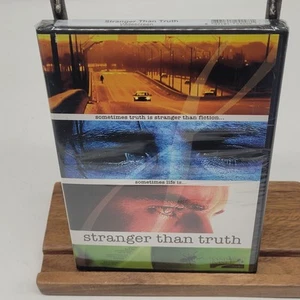 Stranger Than Truth
sometimes truth is stranger than fiction...
sometimes life is...
stranger than truth